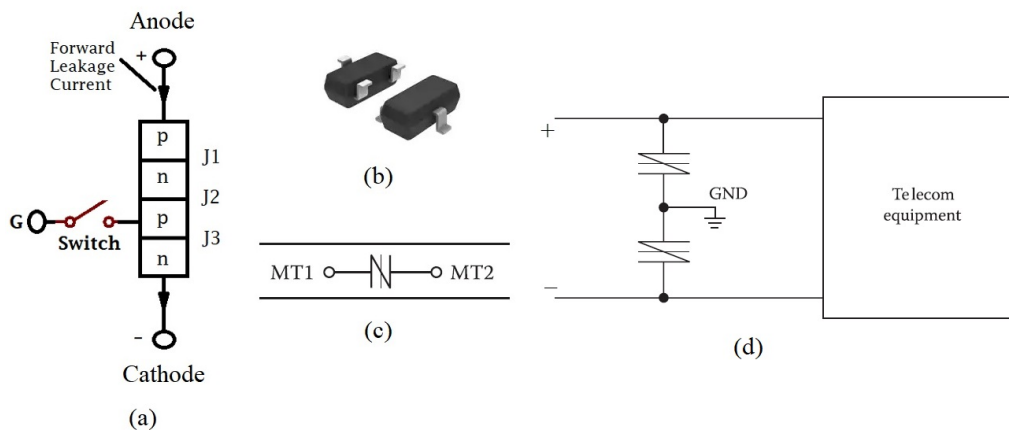 Anode
+
Forward
Leakage
Current
p
J1
n
J2
G
Switch
p
J3
n
-
Cathode
(a)
(b)
MT1
MT2
(c)
+
GND
Telecom
equipment
−
(d)